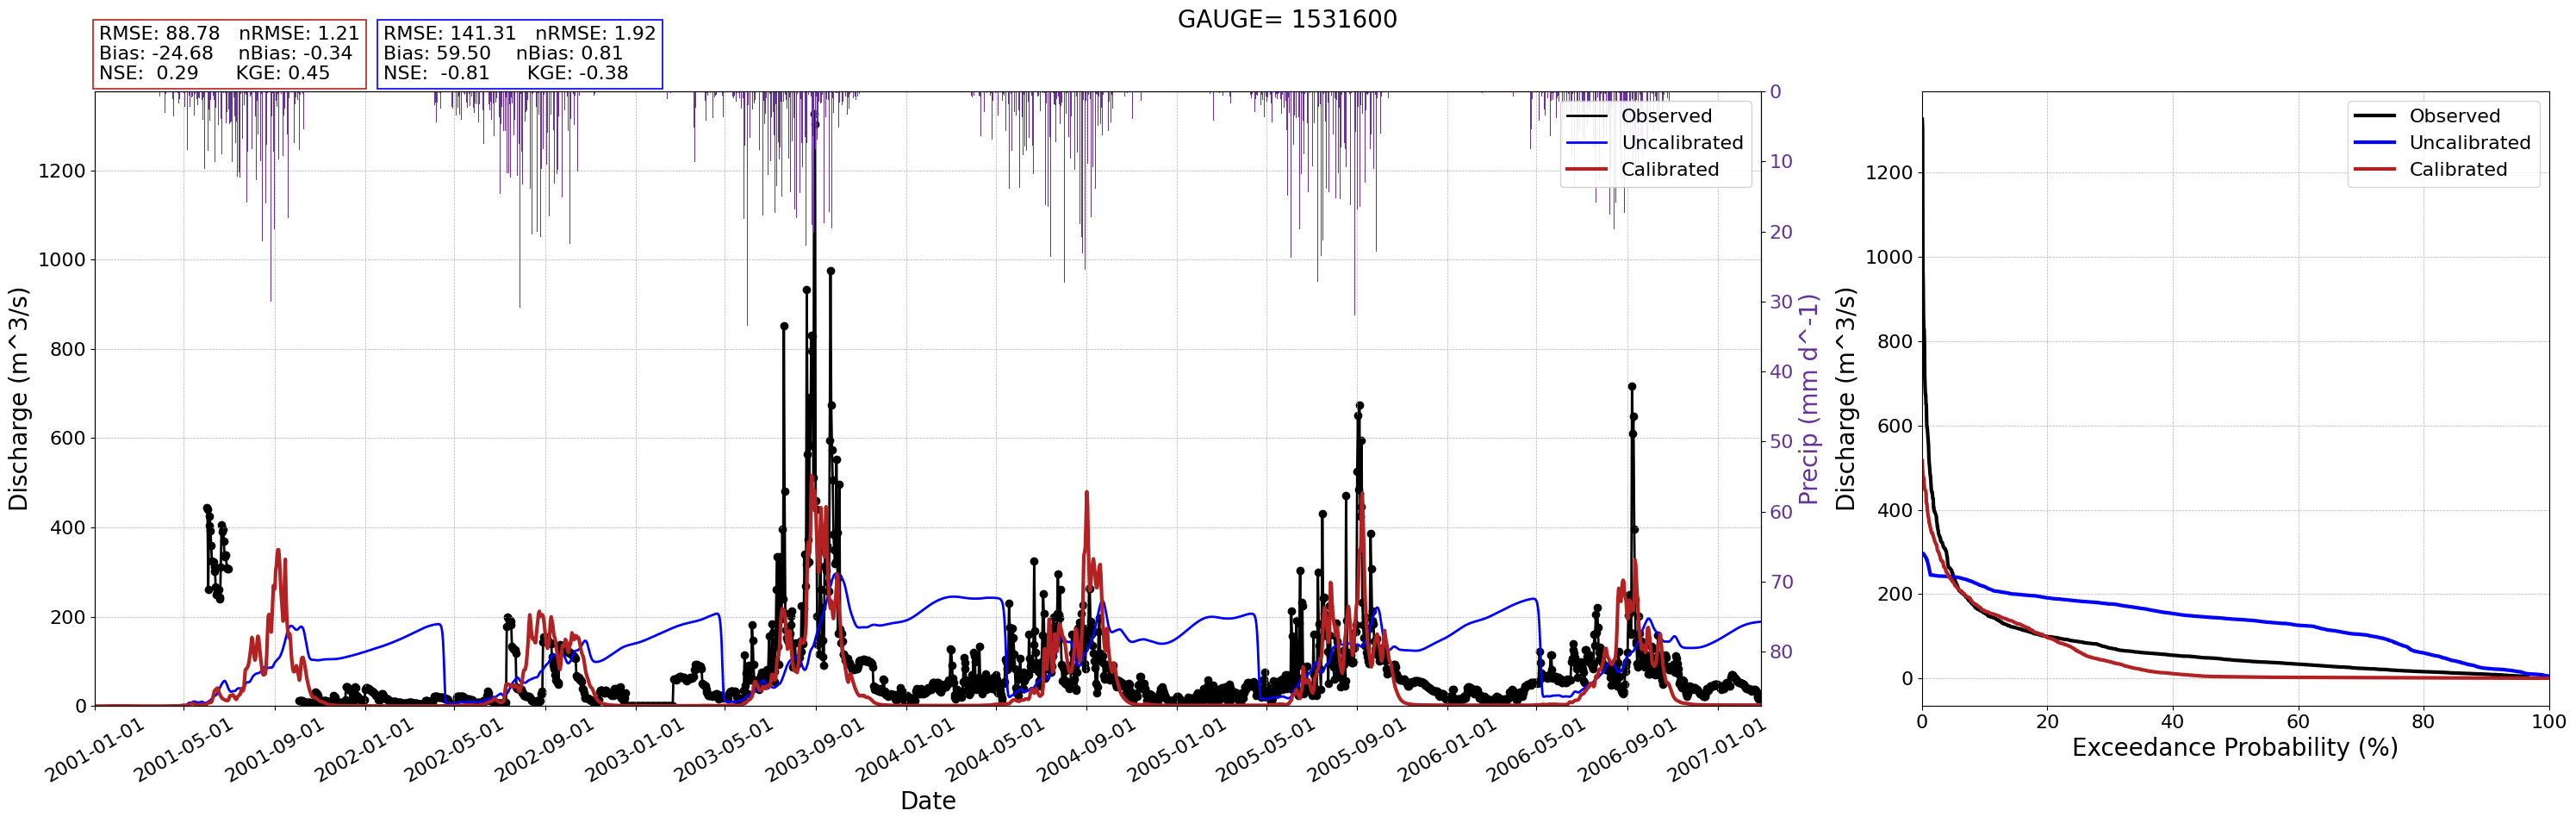 GAUGE= 1531600
RMSE: 88.78 nRMSE: 1.21
Bias: -24.68 nBias: -0.34
NSE: 0.29 KGE: 0.45
RMSE: 141.31 nRMSE: 1.92
Bias: 59.50 nBias: 0.81
NSE: -0.81 KGE: -0.38
Discharge (m^3/s)
1200
1000
800
600
400
200
0
Observed
Uncalibrated
Calibrated
0
10
20
30
40
50
60
70
80
Precip (mm d^-1)
2001-01-01
2001-05-01
2001-09-01
2002-01-01
2002-05-01
2002-09-01
2003-01-01
2003-05-01
2003-09-01
2004-01-01
2004-05-01
2004-09-01
2005-01-01
2005-05-01
2005-09-01
2006-01-01
2006-05-01
2006-09-01
2007-01-01
Date
Discharge (m^3/s)
1200
1000
800
600
400
200
0
Observed
Uncalibrated
Calibrated
0
20
40
60
80
100
Exceedance Probability (%)